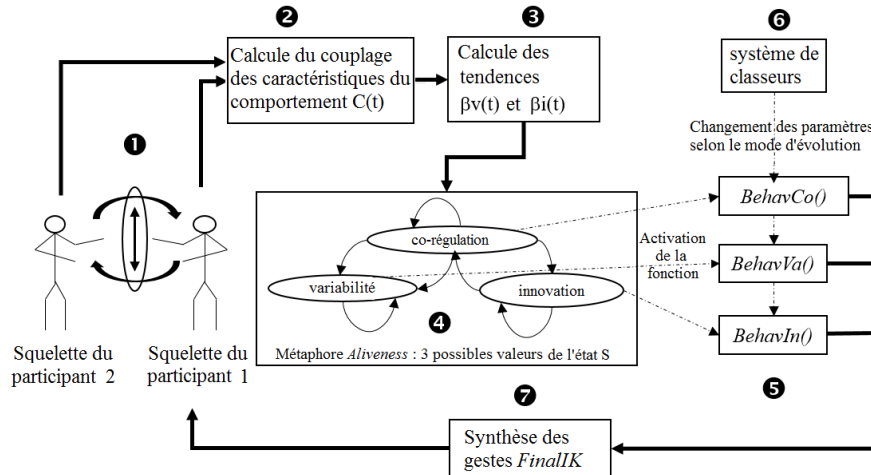 ❶
Squelette du
participant 2
Squelette du
participant 1
❷
Calcule du couplage
des caractéristiques du
comportement C(t)
❸
Calcule des
tendences
βv(t) et βi(t)
❹
co-régulation
variabilité
innovation
Métaphore Aliveness : 3 possibles valeurs de l'état S
Activation
de la
fonction
❻
système de
classeurs
Changement des paramètres
selon le mode d'évolution
BehavCo()
BehavVa()
BehavIn()
❺
❼
Synthèse des
gestes FinalIK